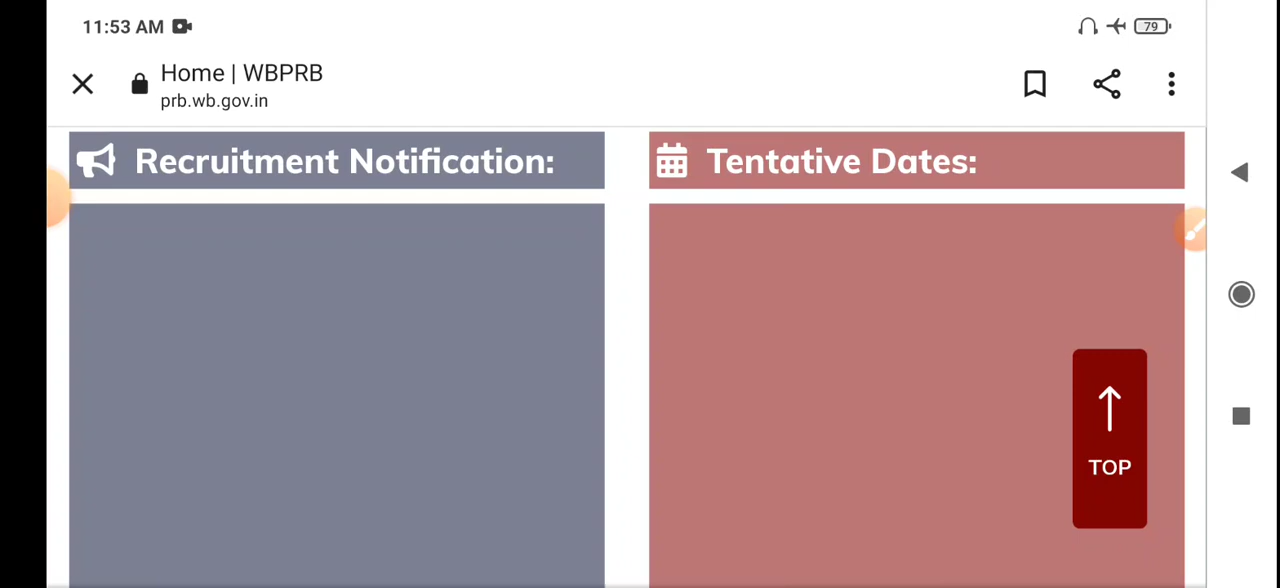 11:53 AM
79
Home | WBPRB
prb.wb.gov.in
Recruitment Notification:
Tentative Dates:
TOP